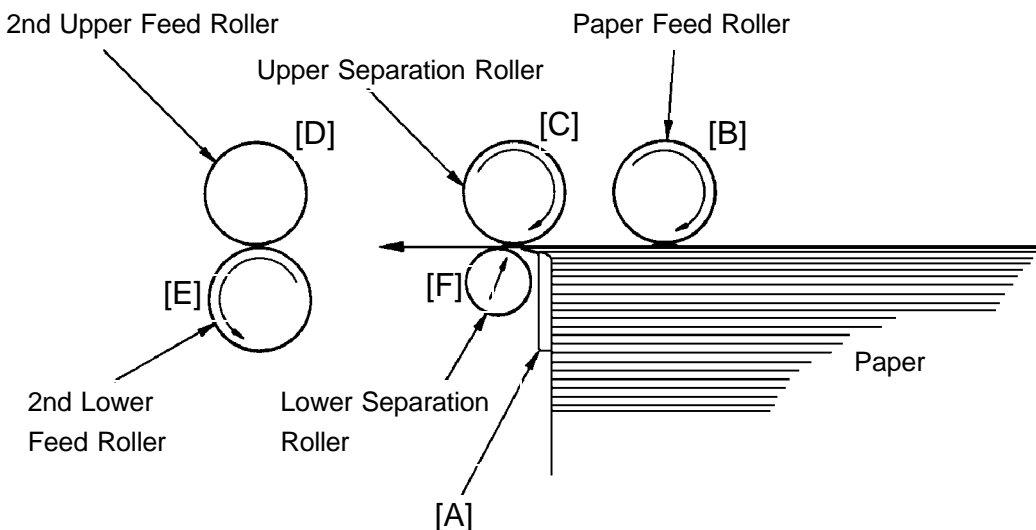 2nd Upper Feed Roller
Paper Feed Roller
Upper Separation Roller
[D]
[C]
[B]
[E]
[F]
Paper
2nd Lower
Feed Roller
Lower Separation
Roller
[A]